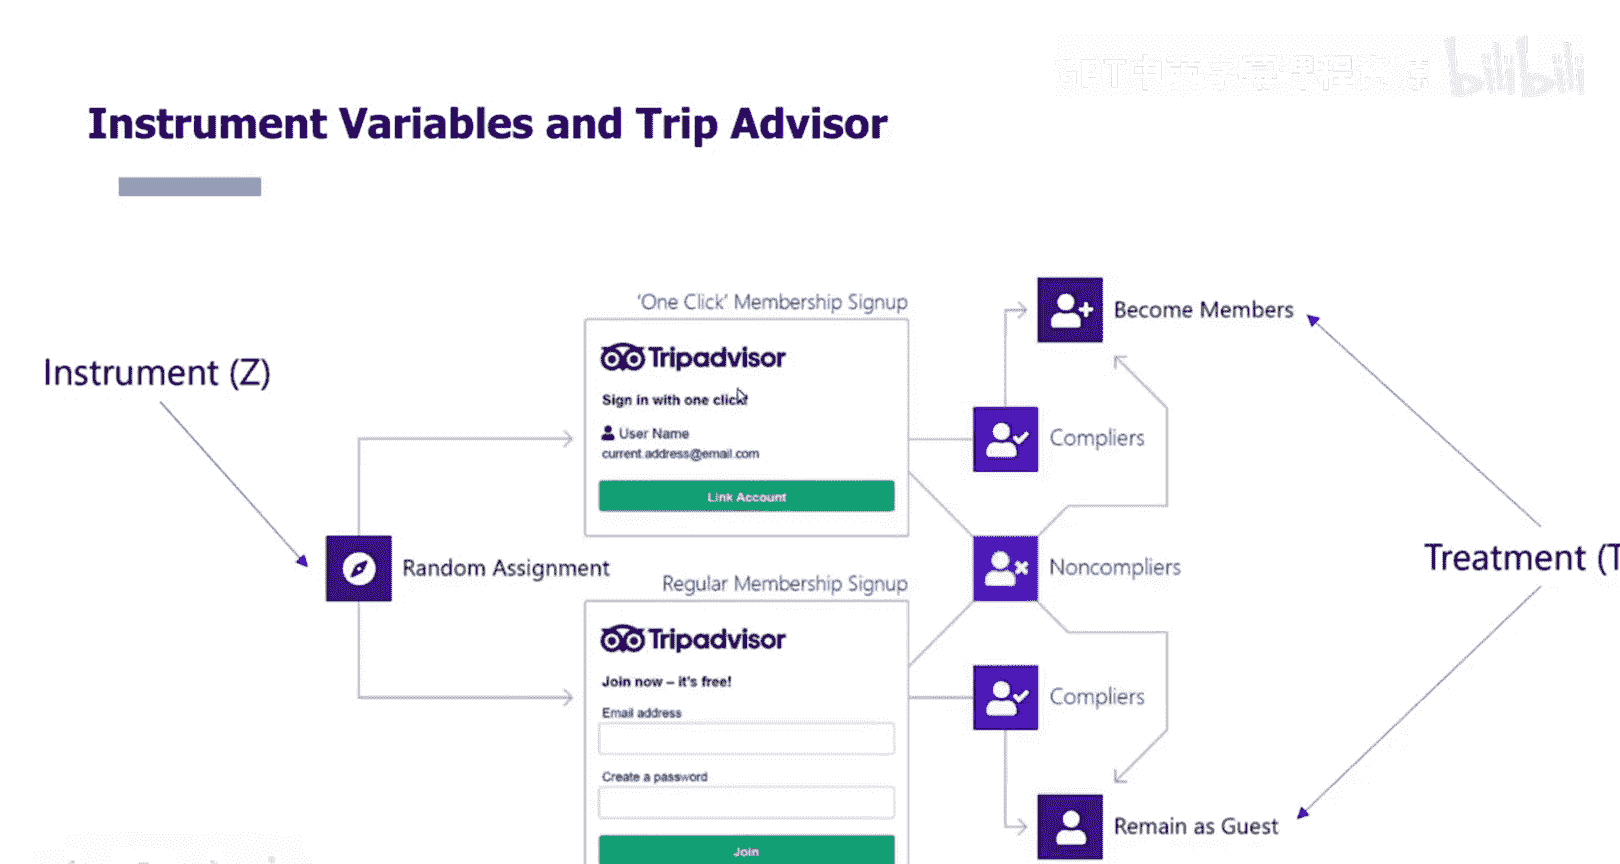 bilibili
Instrument Variables and Trip Advisor
'One Click' Membership Signup
Become Members
Instrument (Z)
Tripadvisor
Sign in with one click!
User Name
current.address@email.com
Compliers
Link Account
Random Assignment
Noncompliers
Treatment (T
Regular Membership Signup
Tripadvisor
Join now – it's free!
Email address
Compliers
Create a password
Remain as Guest
Join